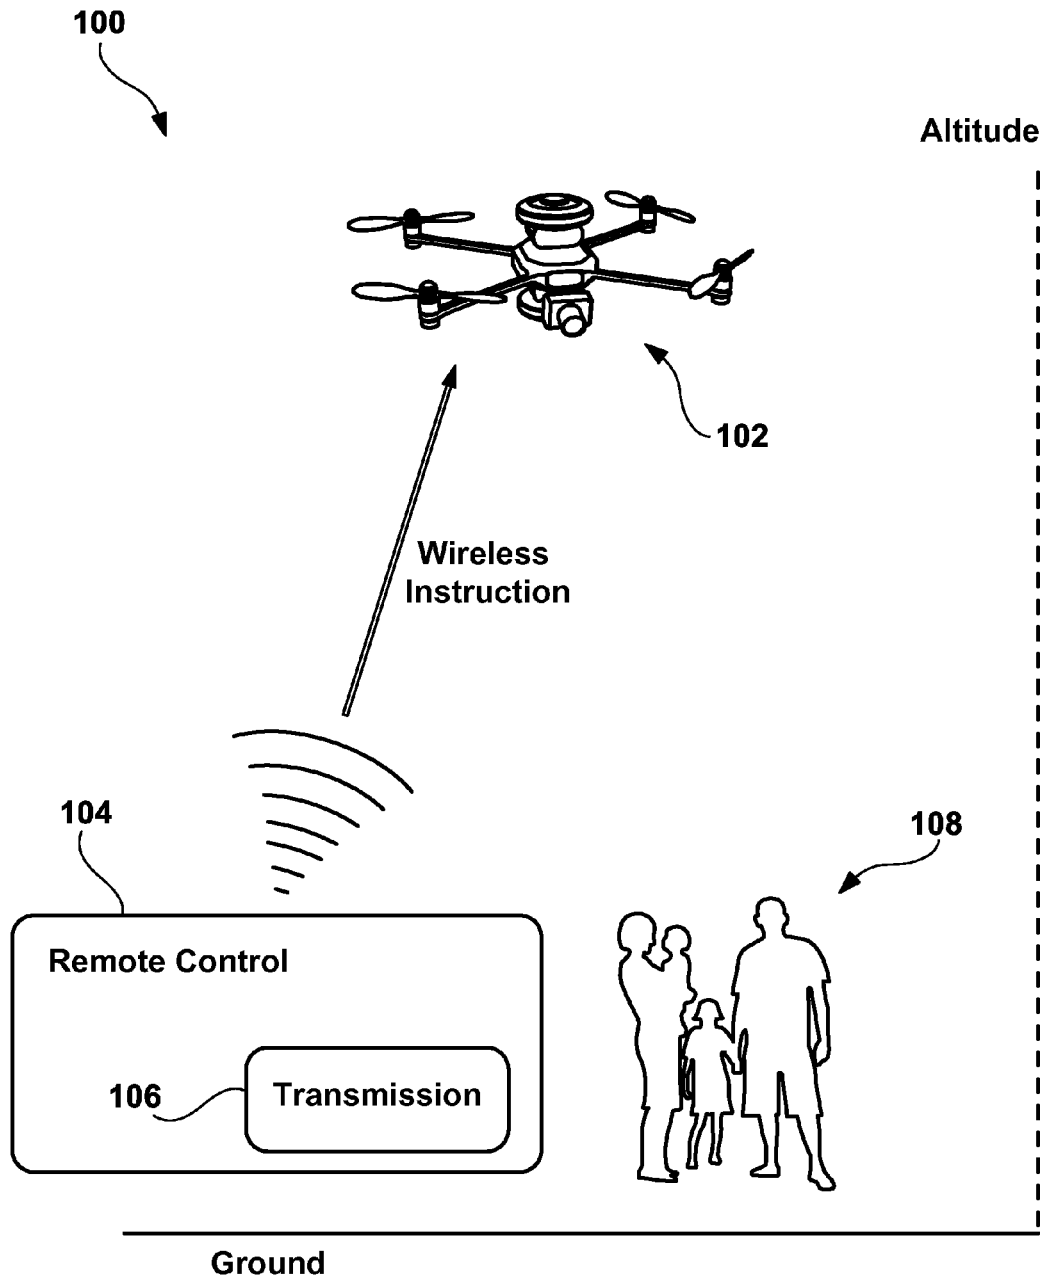 100
Altitude
102
Wireless
Instruction
104
108
Remote Control
106
Transmission
Ground